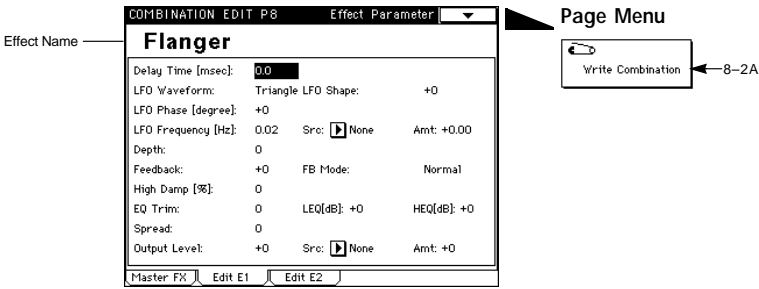 COMBINATION EDIT P8 Effect Parameter
Page Menu
Effect Name
Flanger
Write Combination
8–2A
Delay Time [msec]: 0.0
LFO Waveform: Triangle LFO Shape: +0
LFO Phase [degree]: +0
LFO Frequency [Hz]: 0.02 Src: None Amt: +0.00
Depth: 0
Feedback: +0 FB Mode: Normal
High Damp [%]: 0
EQ Trim: 0 LEQ[dB]: +0 HEQ[dB]: +0
Spread: 0
Output Level: +0 Src: None Amt: +0
Master FX Edit E1 Edit E2